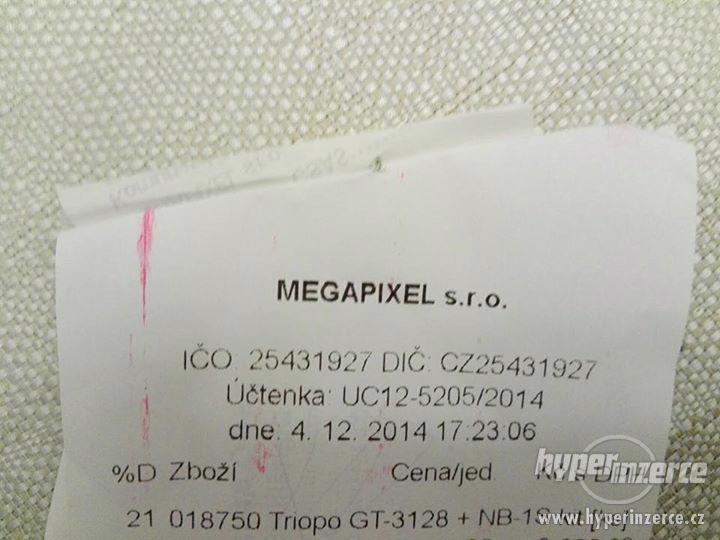 MEGAPIXEL s.r.o.
IČO: 25431927 DIČ: CZ25431927
Účtenka: UC12-5205/2014
dne: 4. 12. 2014 17:23:06
%D Zboží Cena/jed
21 018750 Triopo GT-3128 + NB-1S
hyperinzerce
www.hyperinzerce.cz